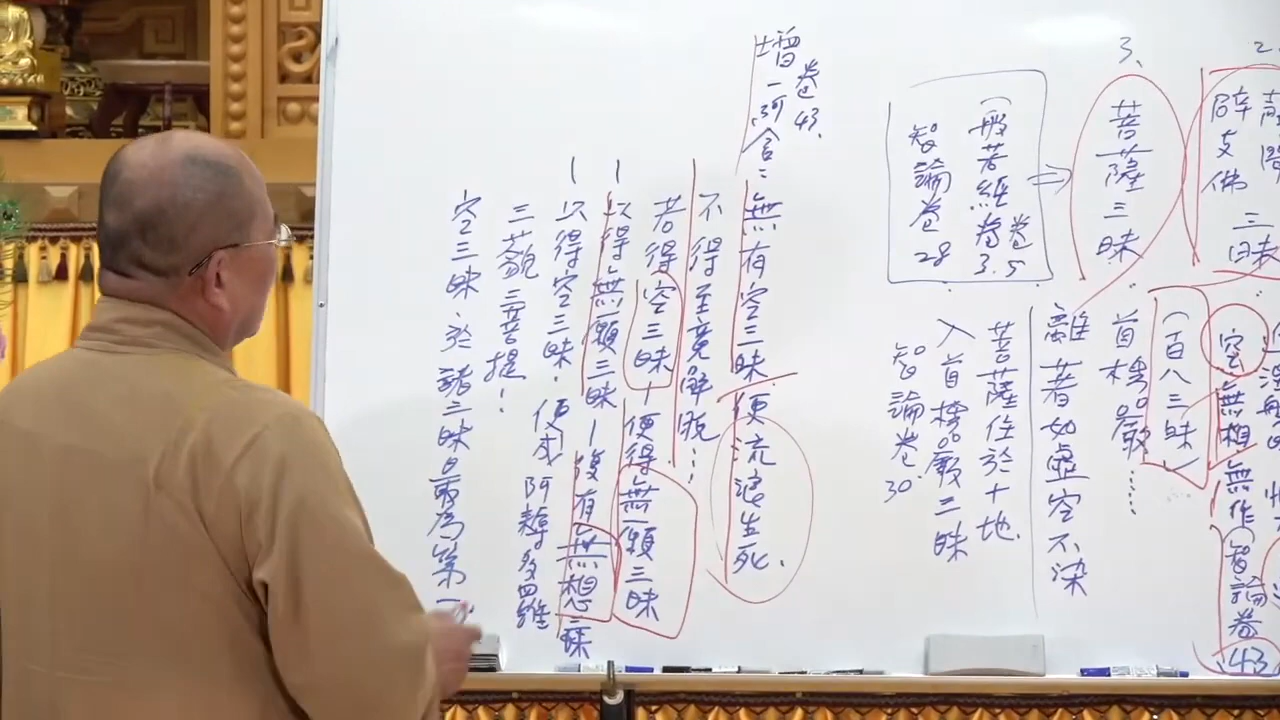 2.
辟支佛
三昧
空無相無作
(智論卷43
(百八三昧)
3、
菩薩三昧
首楞嚴……
離著如虛空不染
(般若經卷3.5
卷
智論卷28
菩薩住於十地
入首楞嚴三昧
智論卷30
增一阿含:無有空三昧便流浪生死.
卷43.
不得至竟解脫……
若得空三昧－便得無願三昧
以得無願三昧－復有無想三昧
以得空三昧.便成阿耨多羅
三藐三菩提!
空三昧於諸三昧最為第一